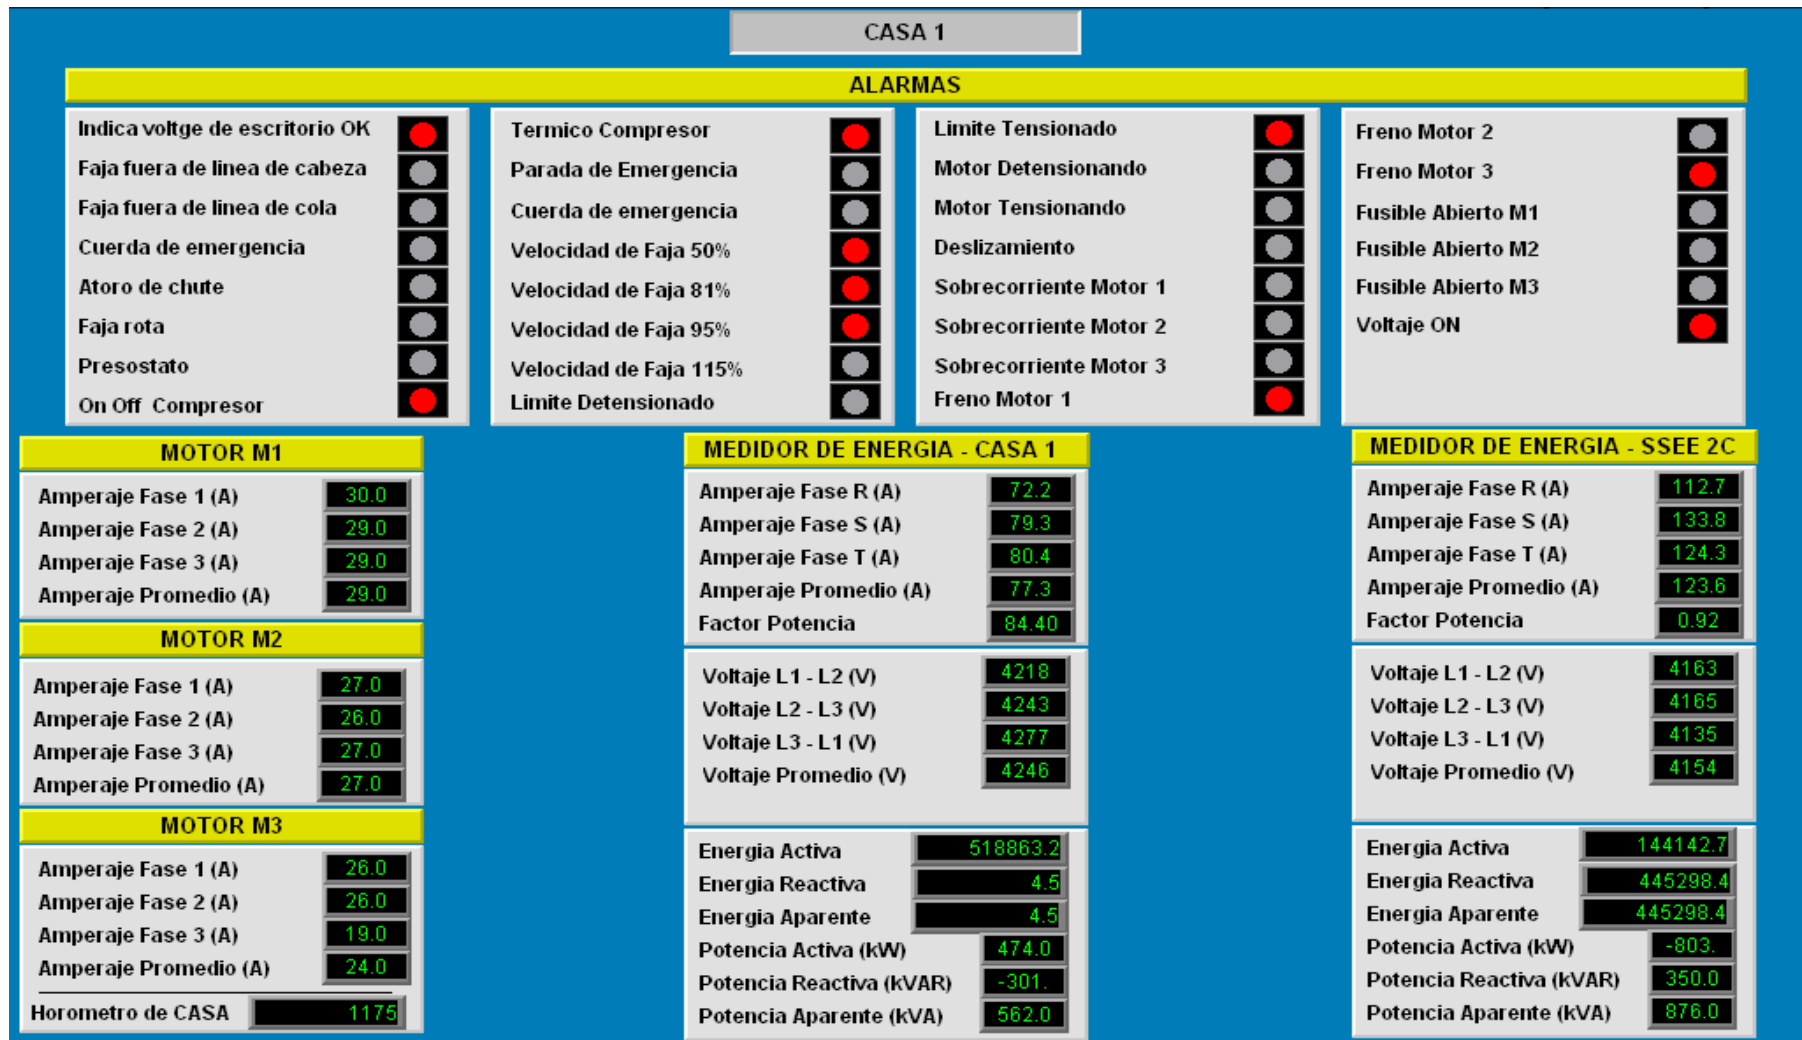 CASA 1
ALARMAS
Indica voltge de escritorio OK
Faja fuera de linea de cabeza
Faja fuera de linea de cola
Cuerda de emergencia
Atoro de chute
Faja rota
Presostato
On Off Compresor
Termico Compresor
Parada de Emergencia
Cuerda de emergencia
Velocidad de Faja 50%
Velocidad de Faja 81%
Velocidad de Faja 95%
Velocidad de Faja 115%
Limite Detensionado
Limite Tensionado
Motor Detensionando
Motor Tensionando
Deslizamiento
Sobrecorriente Motor 1
Sobrecorriente Motor 2
Sobrecorriente Motor 3
Freno Motor 1
Freno Motor 2
Freno Motor 3
Fusible Abierto M1
Fusible Abierto M2
Fusible Abierto M3
Voltaje ON
MOTOR M1
Amperaje Fase 1 (A) 30.0
Amperaje Fase 2 (A) 29.0
Amperaje Fase 3 (A) 29.0
Amperaje Promedio (A) 29.0
MOTOR M2
Amperaje Fase 1 (A) 27.0
Amperaje Fase 2 (A) 26.0
Amperaje Fase 3 (A) 27.0
Amperaje Promedio (A) 27.0
MOTOR M3
Amperaje Fase 1 (A) 26.0
Amperaje Fase 2 (A) 26.0
Amperaje Fase 3 (A) 19.0
Amperaje Promedio (A) 24.0
Horometro de CASA 1175
MEDIDOR DE ENERGIA - CASA 1
Amperaje Fase R (A) 72.2
Amperaje Fase S (A) 79.3
Amperaje Fase T (A) 80.4
Amperaje Promedio (A) 77.3
Factor Potencia 84.40
Voltaje L1 - L2 (V) 4218
Voltaje L2 - L3 (V) 4243
Voltaje L3 - L1 (V) 4277
Voltaje Promedio (V) 4246
Energia Activa 518863.2
Energia Reactiva 4.5
Energia Aparente 4.5
Potencia Activa (kW) 474.0
Potencia Reactiva (kVAR) -301.
Potencia Aparente (kVA) 562.0
MEDIDOR DE ENERGIA - SSEE 2C
Amperaje Fase R (A) 112.7
Amperaje Fase S (A) 133.8
Amperaje Fase T (A) 124.3
Amperaje Promedio (A) 123.6
Factor Potencia 0.92
Voltaje L1 - L2 (V) 4163
Voltaje L2 - L3 (V) 4165
Voltaje L3 - L1 (V) 4135
Voltaje Promedio (V) 4154
Energia Activa 144142.7
Energia Reactiva 445298.4
Energia Aparente 445298.4
Potencia Activa (kW) -803.
Potencia Reactiva (kVAR) 350.0
Potencia Aparente (kVA) 876.0